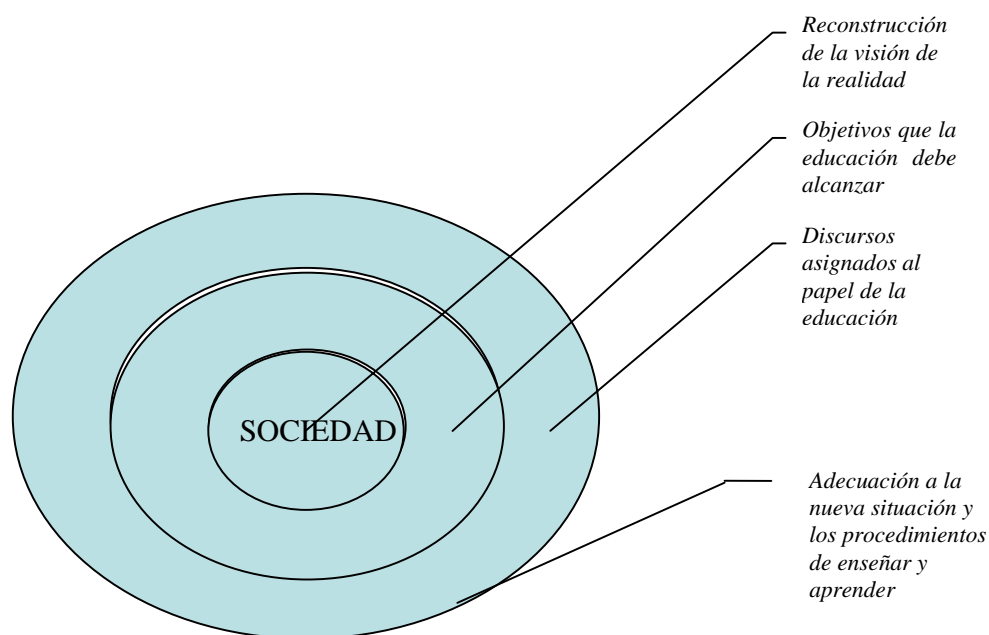 Reconstrucción
de la visión de
la realidad
Objetivos que la
educación debe
alcanzar
Discursos
asignados al
papel de la
educación
SOCIEDAD
Adecuación a la
nueva situación y
los procedimientos
de enseñar y
aprender